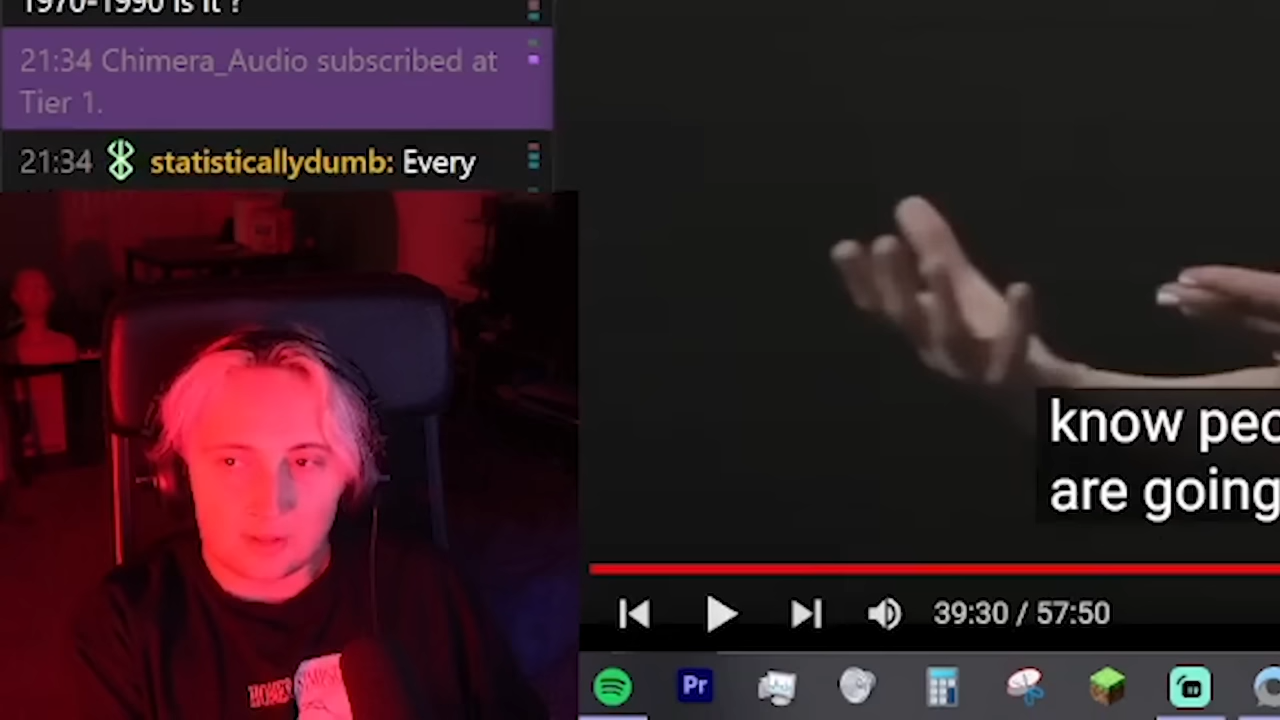 1970-1990 is it ?
21:34 Chimera_Audio subscribed at
Tier 1.
21:34 statisticallydumb: Every
know peo
are going
39:30 / 57:50
Pr